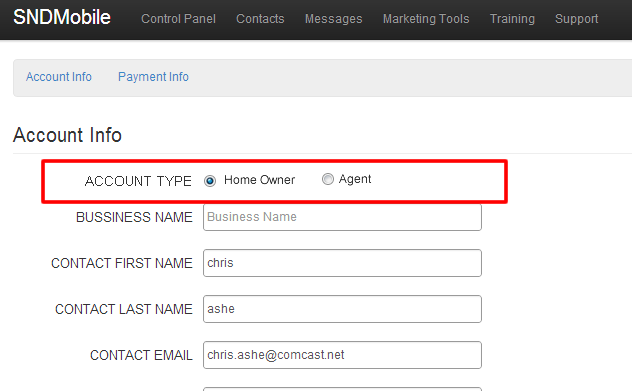 SNDMobile Control Panel Contacts Messages Marketing Tools Training Support
Account Info Payment Info
Account Info
ACCOUNT TYPE Home Owner Agent
BUSSINESS NAME Business Name
CONTACT FIRST NAME chris
CONTACT LAST NAME ashe
CONTACT EMAIL chris.ashe@comcast.net